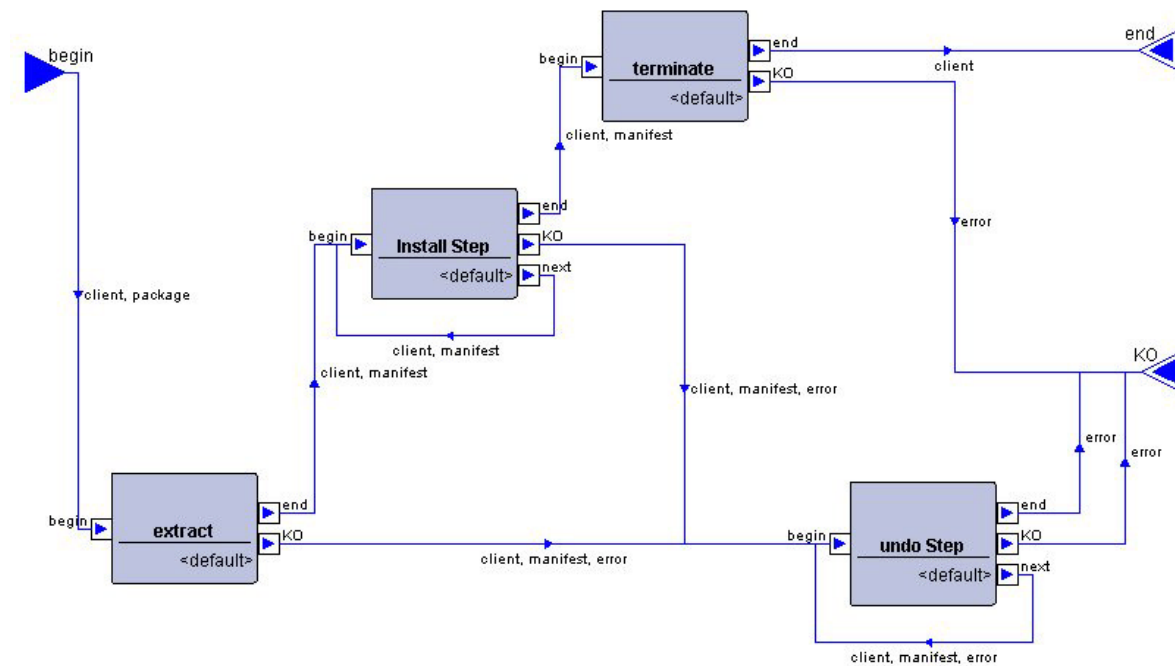 begin
end
begin
terminate
<default>
end
KO
client
client, manifest
error
begin
Install Step
<default>
end
KO
next
client, manifest
client, package
client, manifest
client, manifest, error
KO
error
error
begin
extract
<default>
end
KO
client, manifest, error
begin
undo Step
<default>
end
KO
next
client, manifest, error